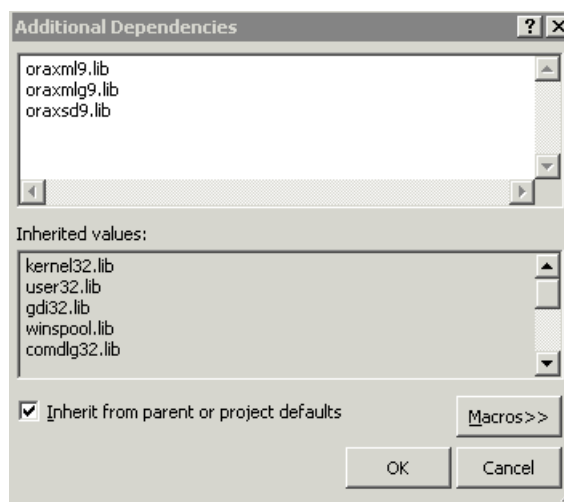 Additional Dependencies
oraxml9.lib
oraxmlg9.lib
oraxsd9.lib
Inherited values:
kernel32.lib
user32.lib
gdi32.lib
winspool.lib
comdlg32.lib
Inherit from parent or project defaults
Macros>>
OK Cancel